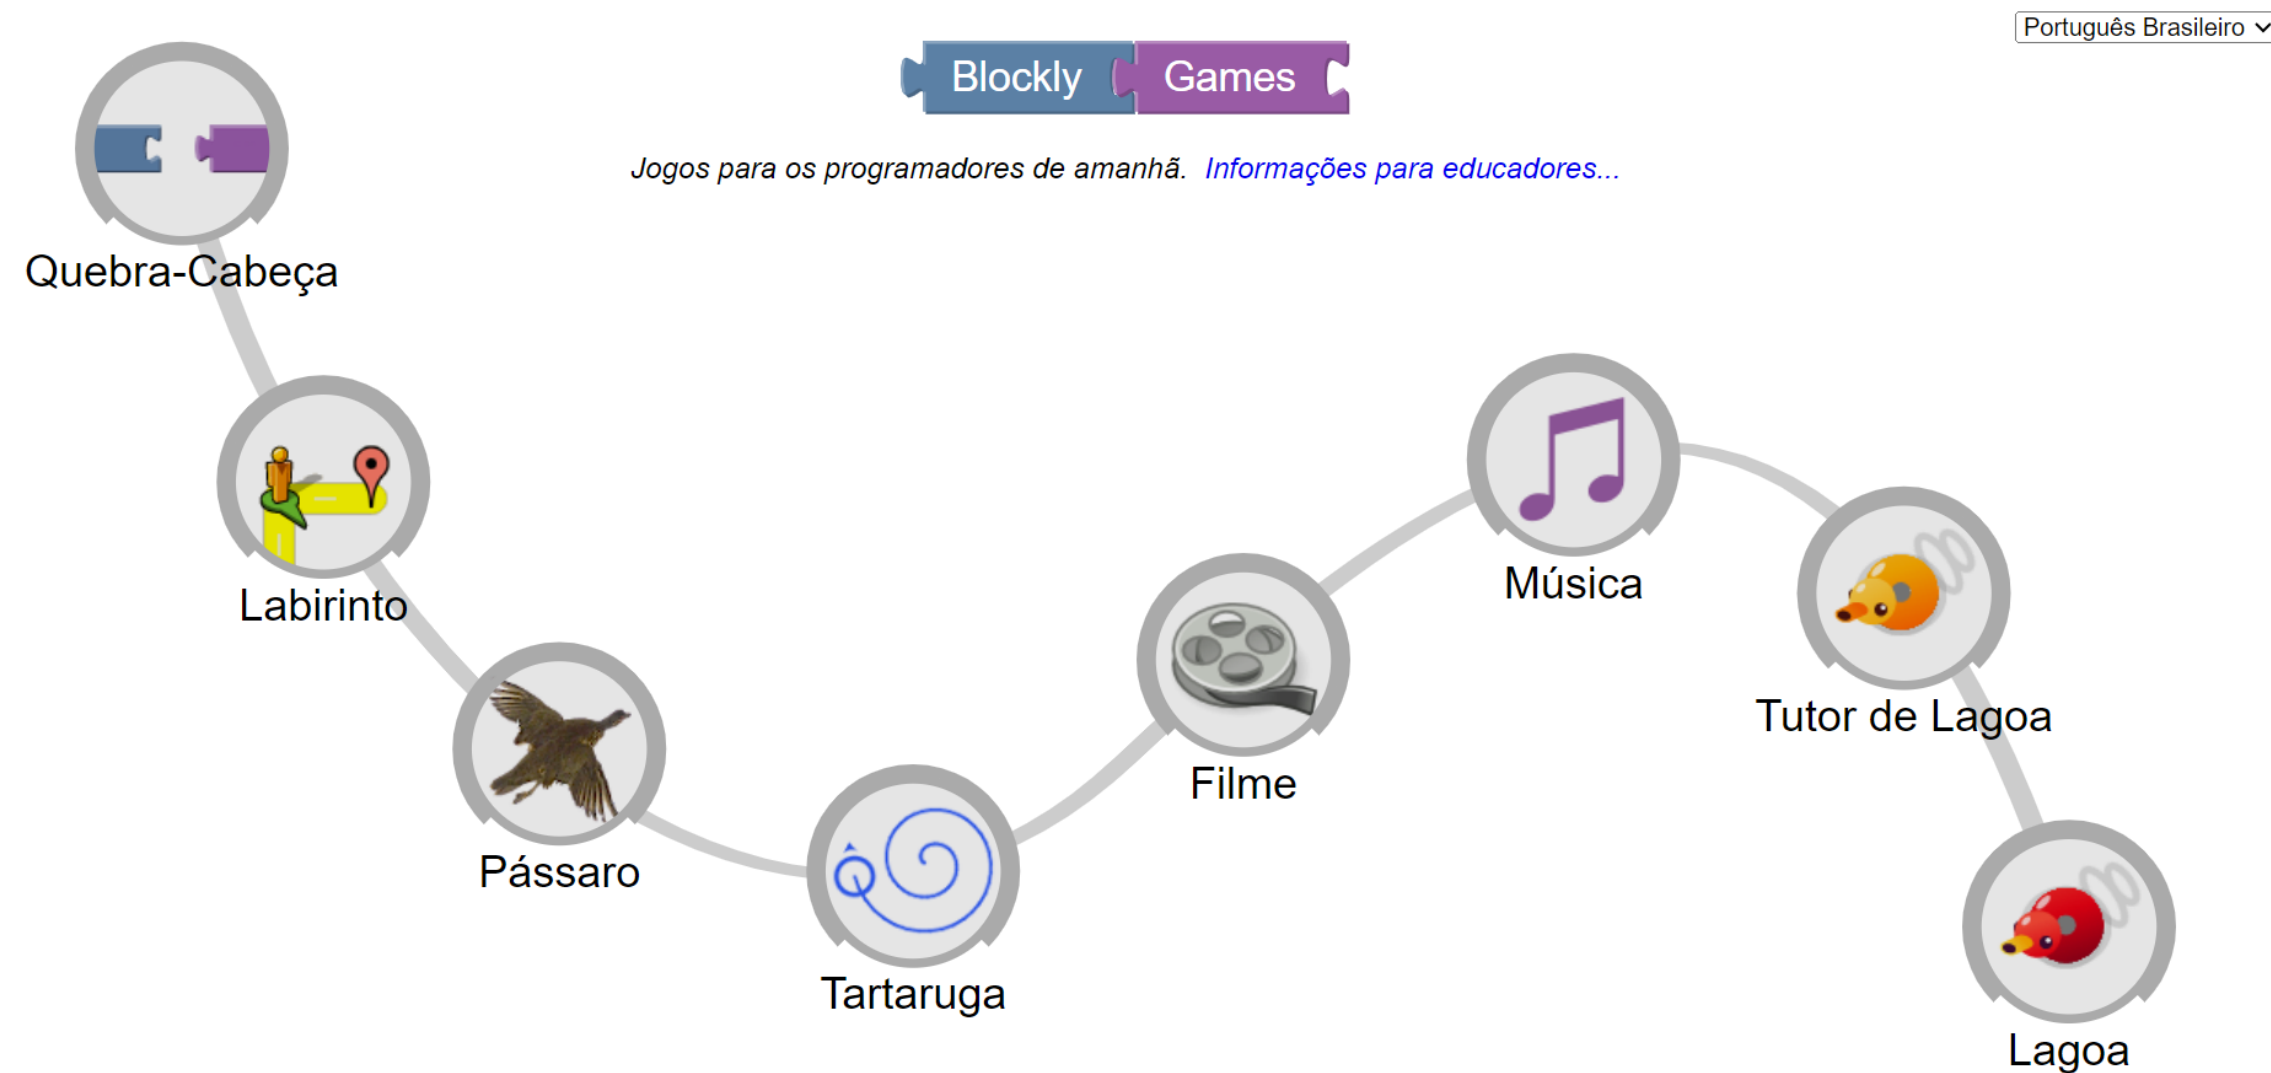 Português Brasileiro
Blockly Games
Jogos para os programadores de amanhã. Informações para educadores...
Quebra-Cabeça
Labirinto
Pássaro
Tartaruga
Filme
Música
Tutor de Lagoa
Lagoa